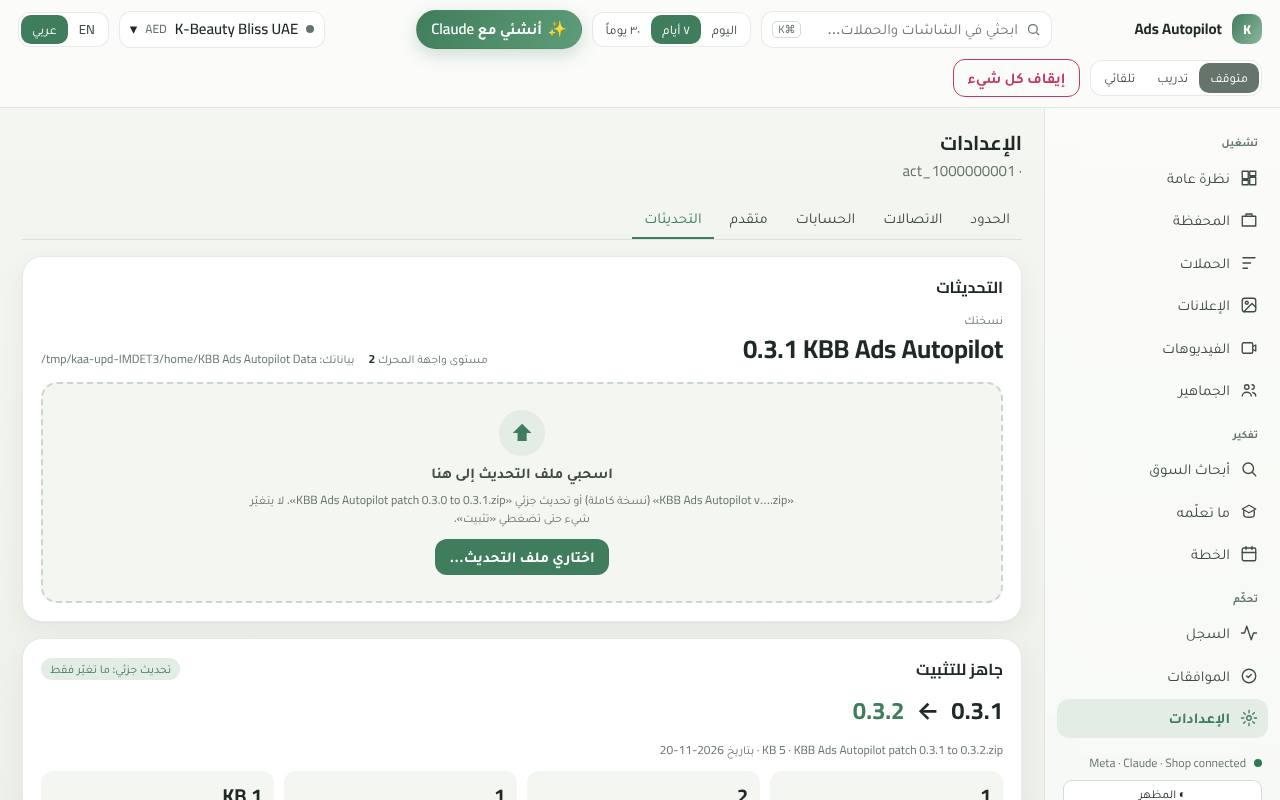 K Ads Autopilot
ابحثي في الشاشات والحملات... ⌘K
اليوم ٧ أيام ٣٠ يوماً
✨ أنشئي مع Claude
K-Beauty Bliss UAE AED ▾
EN عربي
متوقف تدريب تلقائي
إيقاف كل شيء
تشغيل
نظرة عامة
المحفظة
الحملات
الإعلانات
الفيديوهات
الجماهير
تفكير
أبحاث السوق
ما تعلّمه
الخطة
تحكّم
السجل
الموافقات
الإعدادات
Meta · Claude · Shop connected
المظهر
الإعدادات
· act_1000000001
الحدود الاتصالات الحسابات متقدم التحديثات
التحديثات
نسختك
0.3.1 KBB Ads Autopilot
مستوى واجهة المحرك 2 بياناتك: /tmp/kaa-upd-IMDET3/home/KBB Ads Autopilot Data
اسحبي ملف التحديث إلى هنا
«KBB Ads Autopilot v….zip» (نسخة كاملة) أو تحديث جزئي «KBB Ads Autopilot patch 0.3.0 to 0.3.1.zip». لا يتغيّر
شيء حتى تضغطي «تثبيت».
اختاري ملف التحديث...
جاهز للتثبيت
تحديث جزئي: ما تغيّر فقط
0.3.1 ← 0.3.2
KB 5 · KBB Ads Autopilot patch 0.3.1 to 0.3.2.zip · بتاريخ 2026-11-20
1 2 1 KB 1